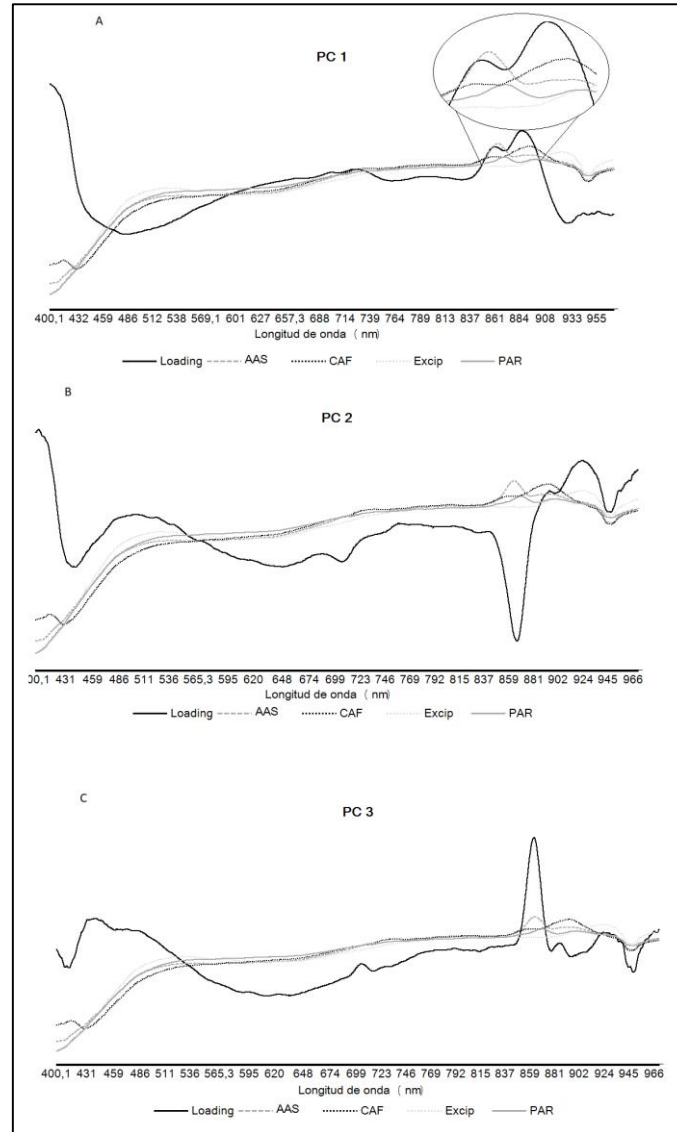 A
PC 1
400,1 432 459 486 512 538 569,1 601 627 657,3 688 714 739 764 789 813 837 861 884 908 933 955
Longitud de onda ( nm)
Loading AAS CAF Excip PAR
B
PC 2
00,1 431 459 486 511 536 565,3 595 620 648 674 699 723 746 769 792 815 837 859 881 902 924 945 966
Longitud de onda ( nm)
Loading AAS CAF Excip PAR
C
PC 3
400,1 431 459 486 511 536 565,3 595 620 648 674 699 723 746 769 792 815 837 859 881 902 924 945 966
Longitud de onda ( nm)
Loading AAS CAF Excip PAR